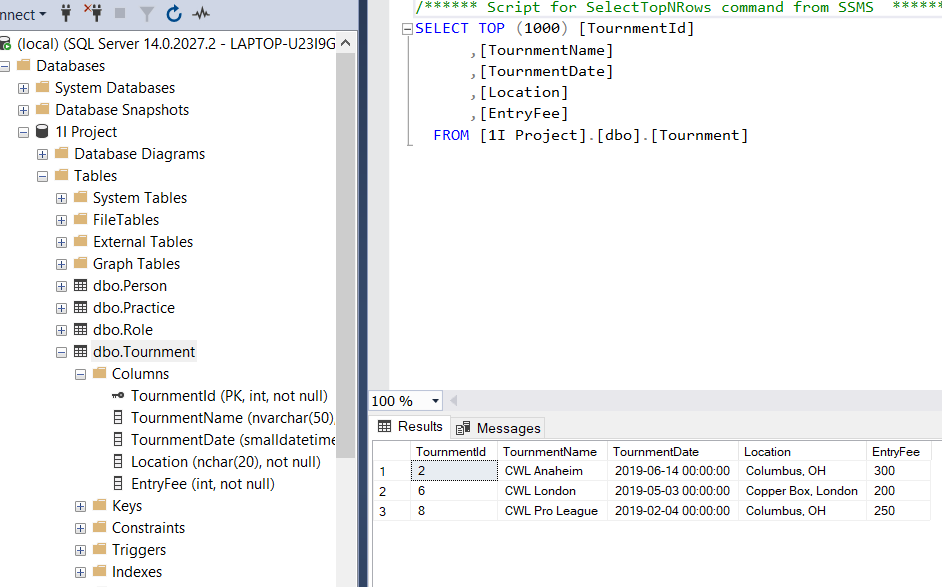 nnect
(local) (SQL Server 14.0.2027.2 - LAPTOP-U23I9G
Databases
System Databases
Database Snapshots
1I Project
Database Diagrams
Tables
System Tables
FileTables
External Tables
Graph Tables
dbo.Person
dbo.Practice
dbo.Role
dbo.Tournment
Columns
TournmentId (PK, int, not null)
TournmentName (nvarchar(50),
TournmentDate (smalldatetime
Location (nchar(20), not null)
EntryFee (int, not null)
Keys
Constraints
Triggers
Indexes
/****** Script for SelectTopNRows command from SSMS ******
SELECT TOP (1000) [TournmentId]
,[TournmentName]
,[TournmentDate]
,[Location]
,[EntryFee]
FROM [1I Project].[dbo].[Tournment]
100 %
Results Messages
TournmentId TournmentName TournmentDate Location EntryFee
1 2 CWL Anaheim 2019-06-14 00:00:00 Columbus, OH 300
2 6 CWL London 2019-05-03 00:00:00 Copper Box, London 200
3 8 CWL Pro League 2019-02-04 00:00:00 Columbus, OH 250